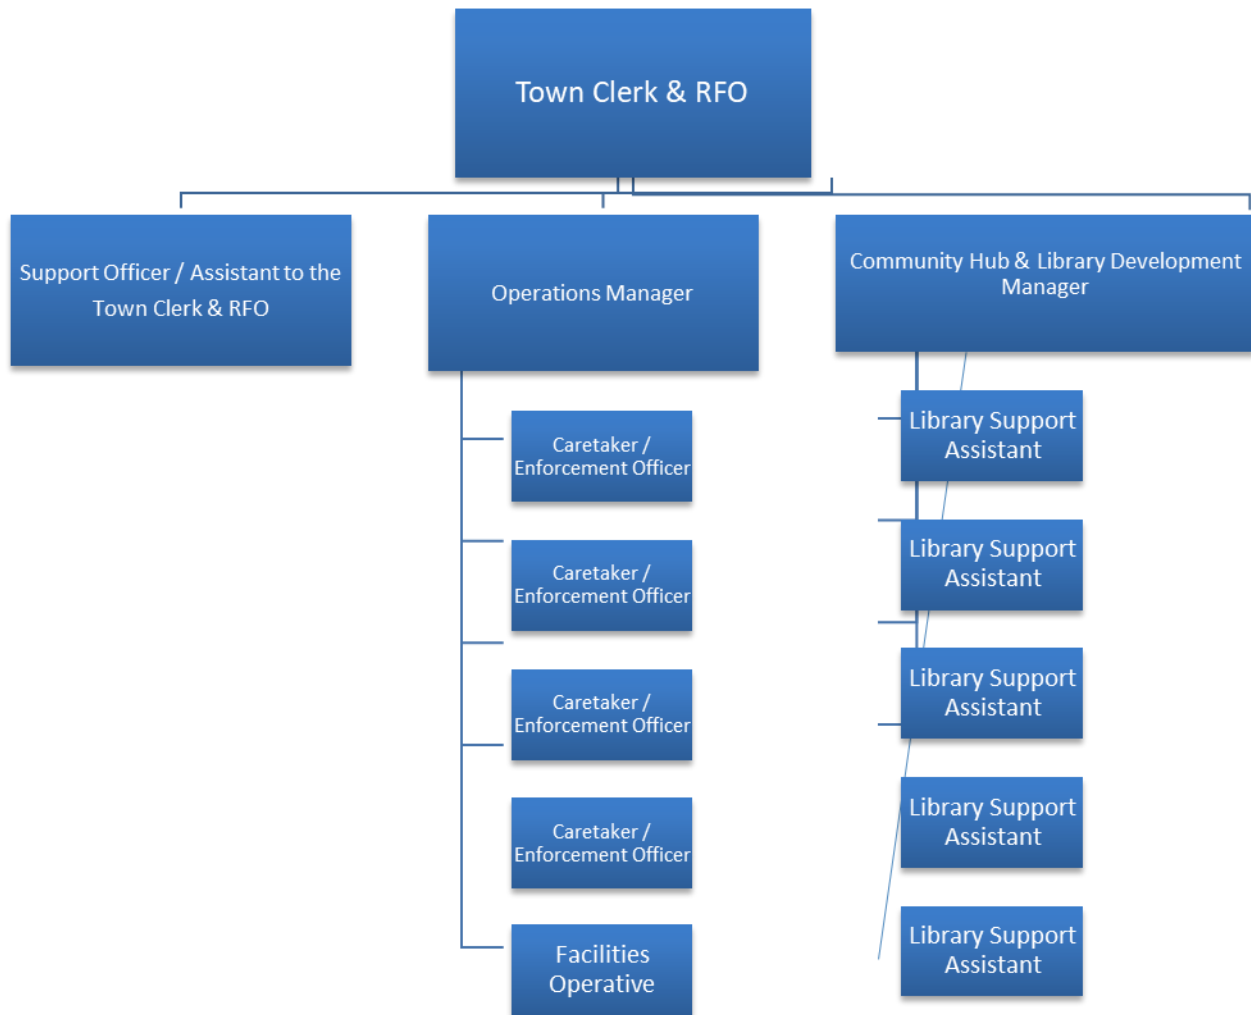 Town Clerk & RFO
Support Officer / Assistant to the
Town Clerk & RFO
Operations Manager
Community Hub & Library Development
Manager
Caretaker /
Enforcement Officer
Caretaker /
Enforcement Officer
Caretaker /
Enforcement Officer
Caretaker /
Enforcement Officer
Facilities
Operative
Library Support
Assistant
Library Support
Assistant
Library Support
Assistant
Library Support
Assistant
Library Support
Assistant